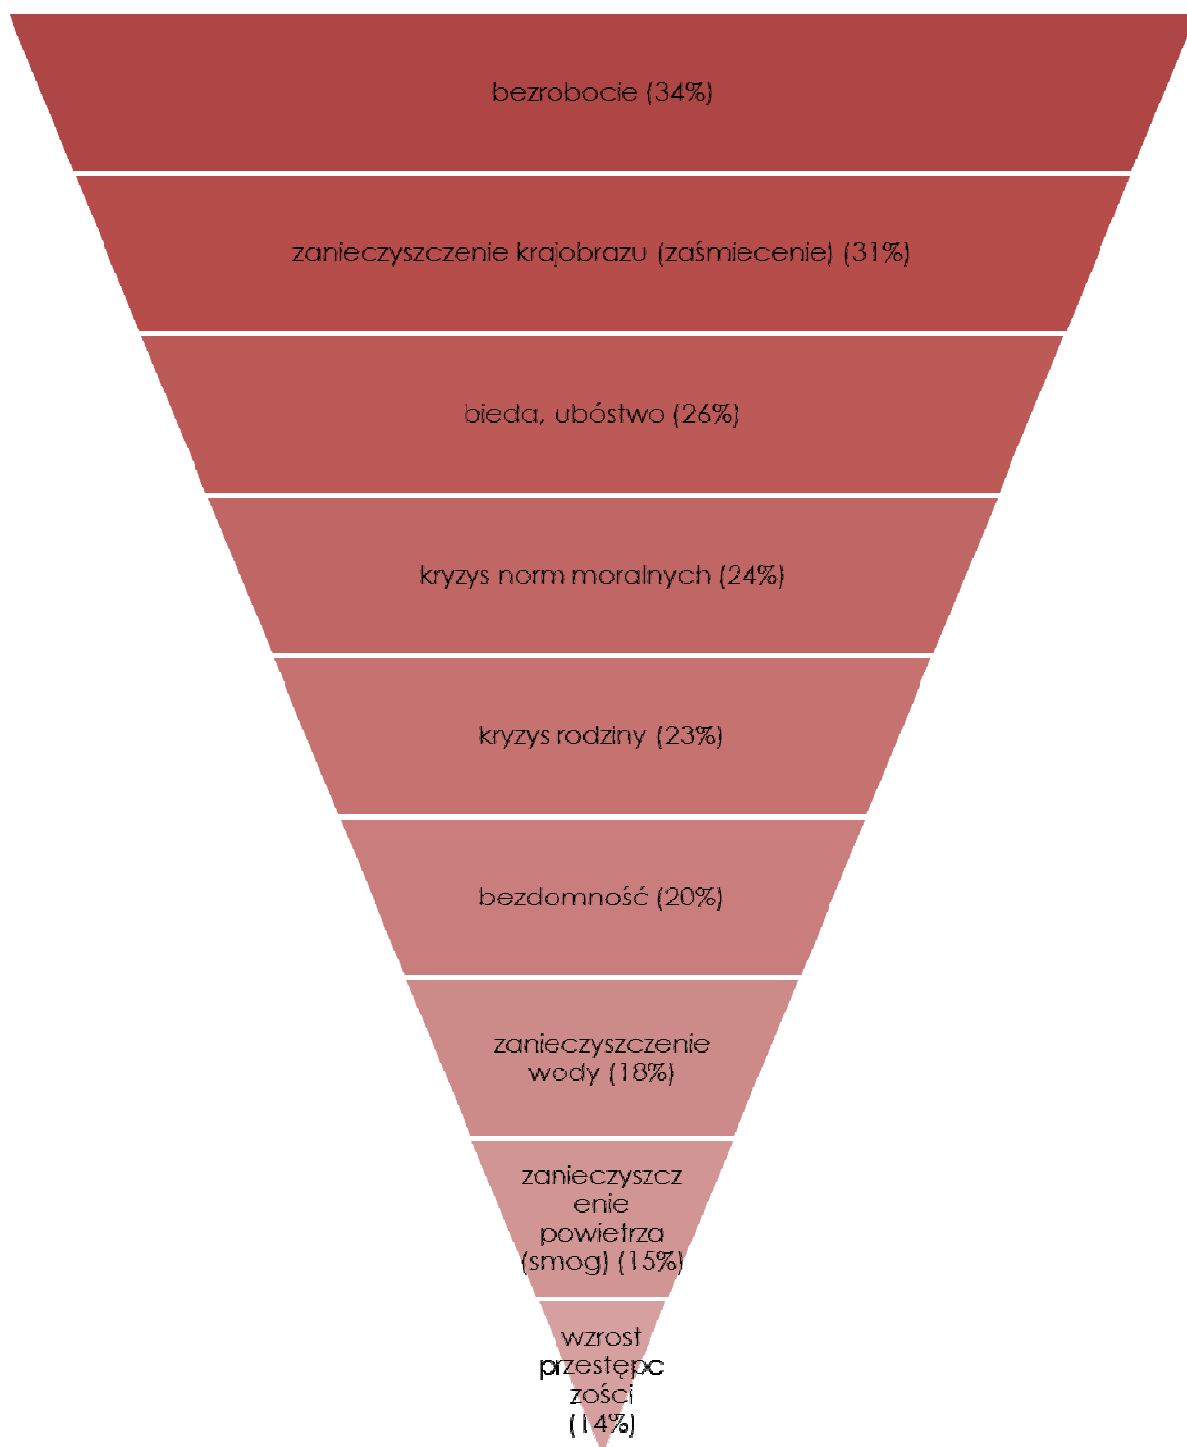 bezrobocie (34%)
zanieczyszczenie krajobrazu (zaśmiecenie) (31%)
bieda, ubóstwo (26%)
kryzys norm moralnych (24%)
kryzys rodziny (23%)
bezdomność (20%)
zanieczyszczenie
wody (18%)
zanieczyszcz
enie
powietrza
(smog) (15%)
wzrost
przestępc
zości
(14%)